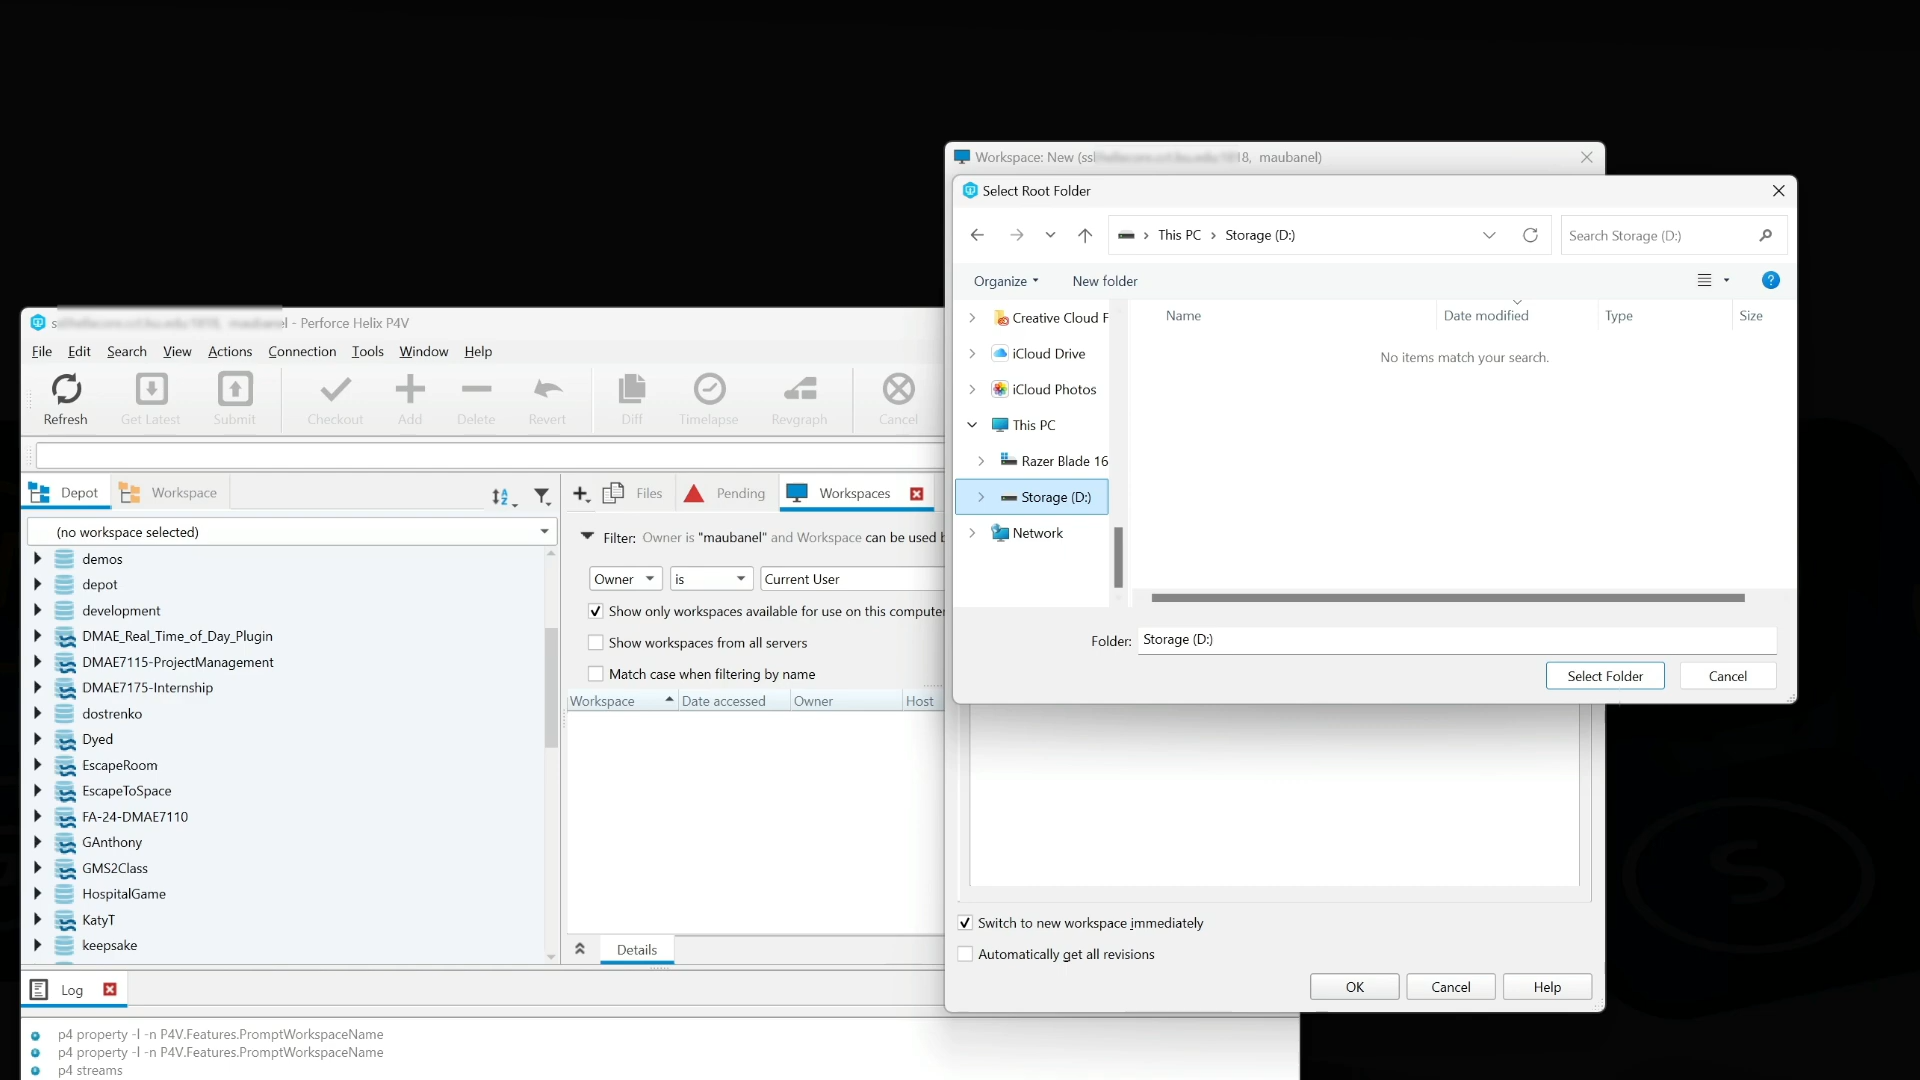 Workspace: New (ssl 8, maubanel)
Select Root Folder
This PC Storage (D:)
Search Storage (D:)
Organize
New folder
Name
Date modified
Type
Size
No items match your search.
Creative Cloud F
iCloud Drive
iCloud Photos
This PC
Razer Blade 16
Storage (D:)
Network
Folder: Storage (D:)
Select Folder
Cancel
Switch to new workspace immediately
Automatically get all revisions
OK
Cancel
Help
- Perforce Helix P4V
File Edit Search View Actions Connection Tools Window Help
Refresh Get Latest Submit Checkout Add Delete Revert Diff Timelapse Revgraph Cancel
Depot
Workspace
(no workspace selected)
demos
depot
development
DMAE_Real_Time_of_Day_Plugin
DMAE7115-ProjectManagement
DMAE7175-Internship
dostrenko
Dyed
EscapeRoom
EscapeToSpace
FA-24-DMAE7110
GAnthony
GMS2Class
HospitalGame
KatyT
keepsake
Files
Pending
Workspaces
Filter: Owner is "maubanel" and Workspace can be used b
Owner is Current User
Show only workspaces available for use on this computer
Show workspaces from all servers
Match case when filtering by name
Workspace Date accessed Owner Host
Details
Log
p4 property -l -n P4V.Features.PromptWorkspaceName
p4 property -l -n P4V.Features.PromptWorkspaceName
p4 streams